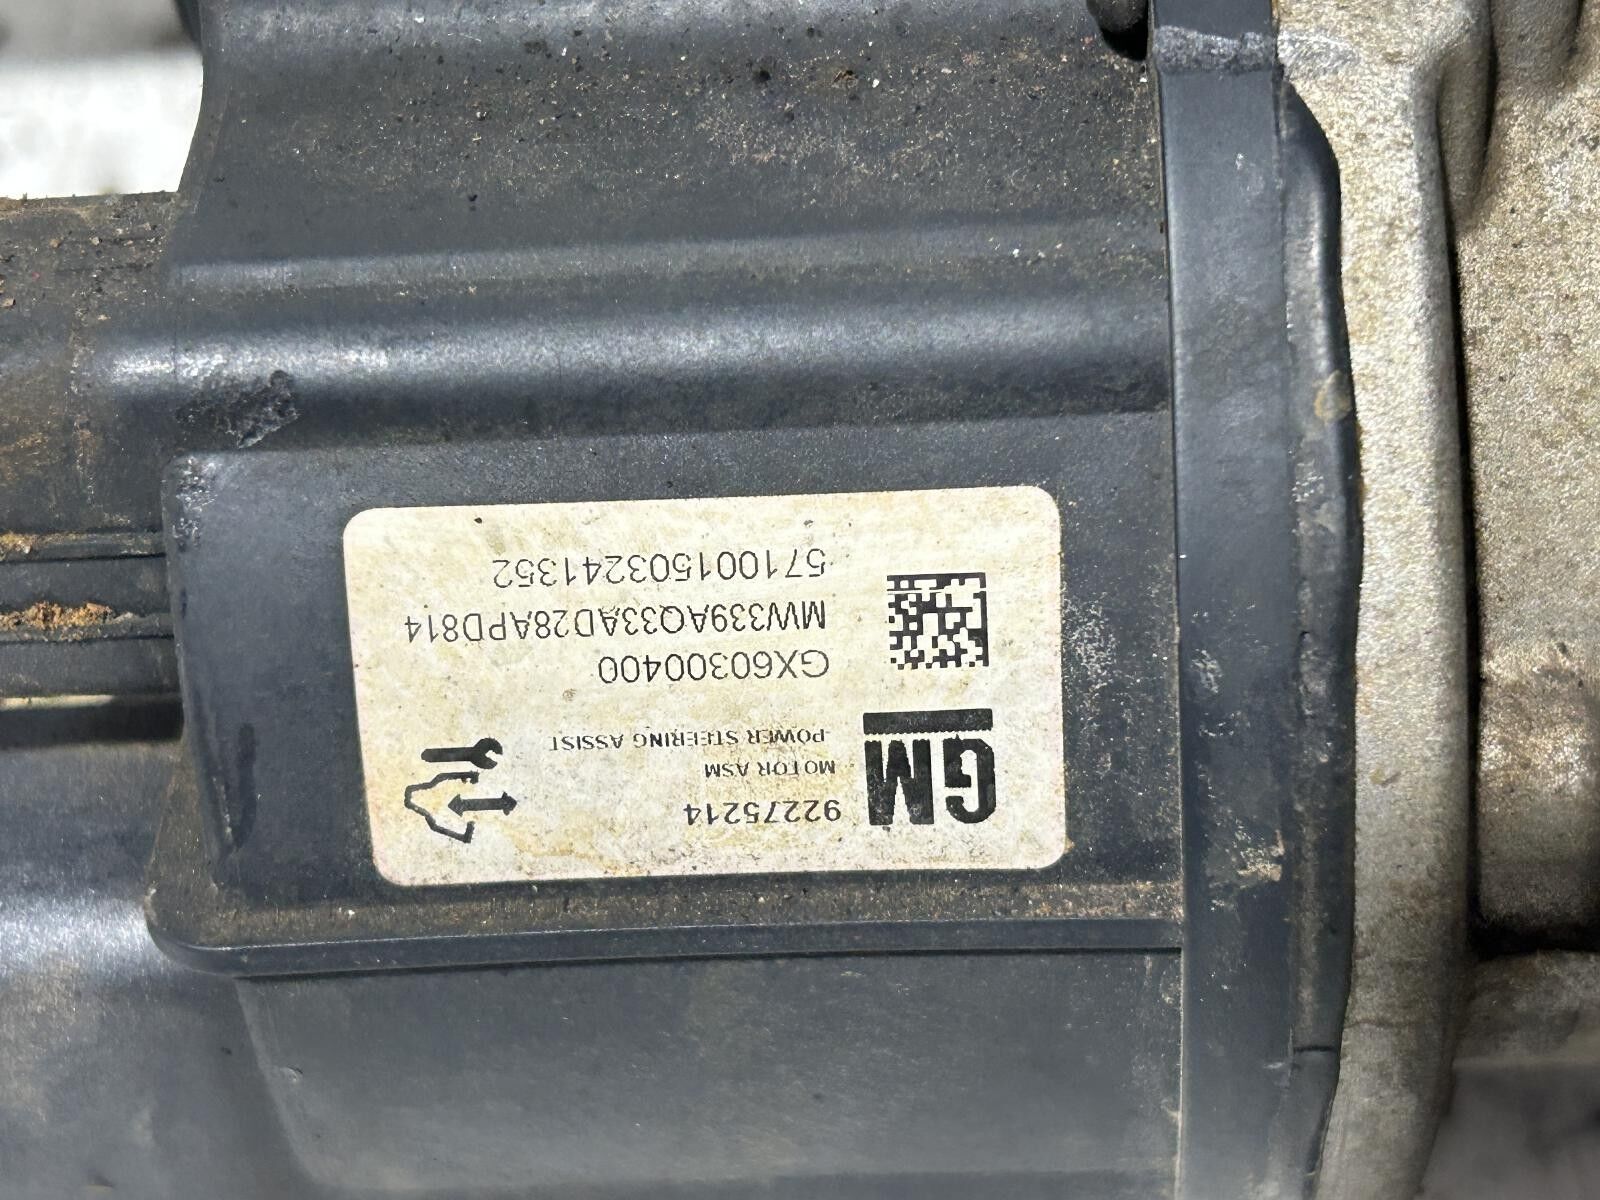 GM
92275214
MOTOR ASM
POWER STEERING ASSIST
GX60300400
MW339AQ33AD28APD814
571001503241352